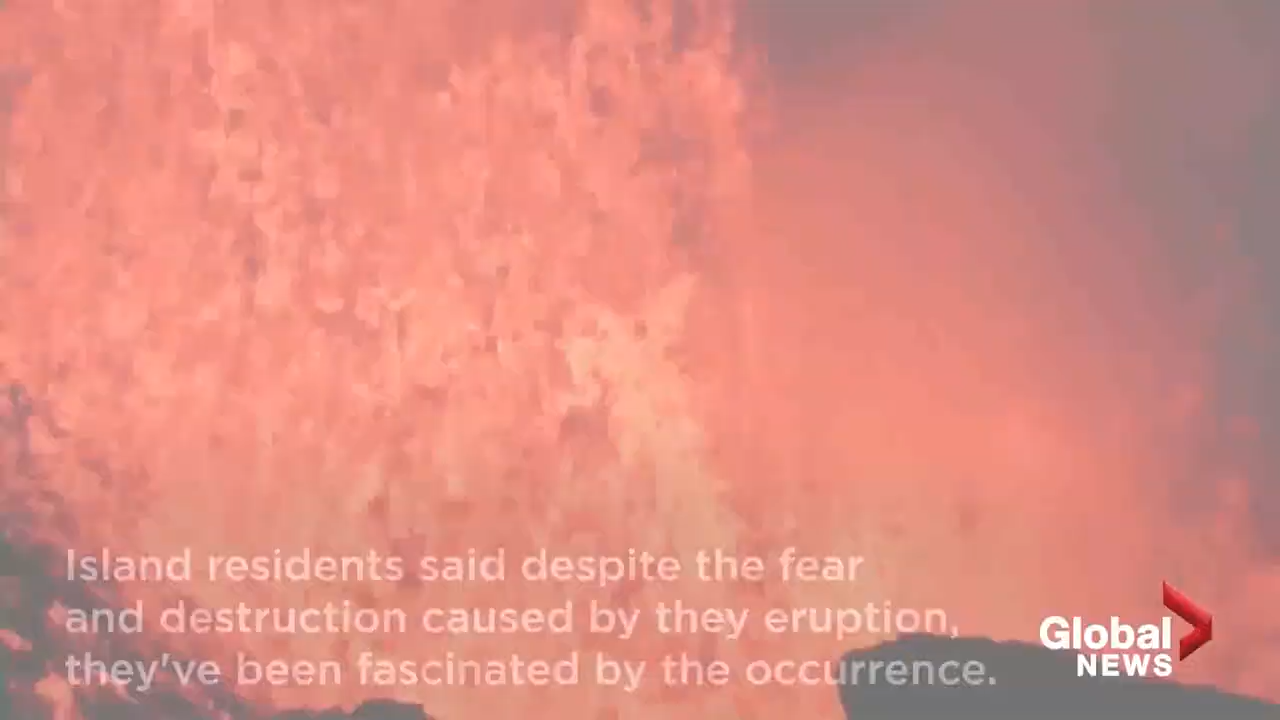 Island residents said despite the fear
and destruction caused by they eruption,
they've been fascinated by the occurrence.
Global
NEWS